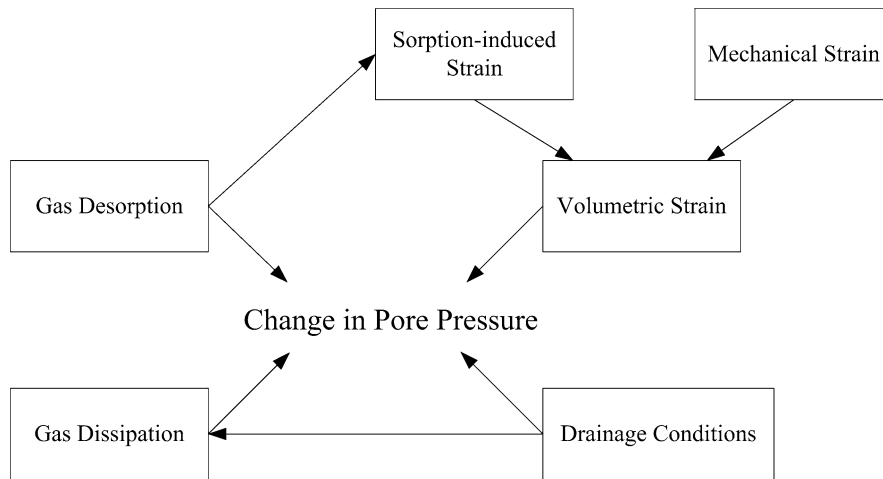 Sorption-induced
Strain
Mechanical Strain
Gas Desorption
Volumetric Strain
Change in Pore Pressure
Gas Dissipation
Drainage Conditions